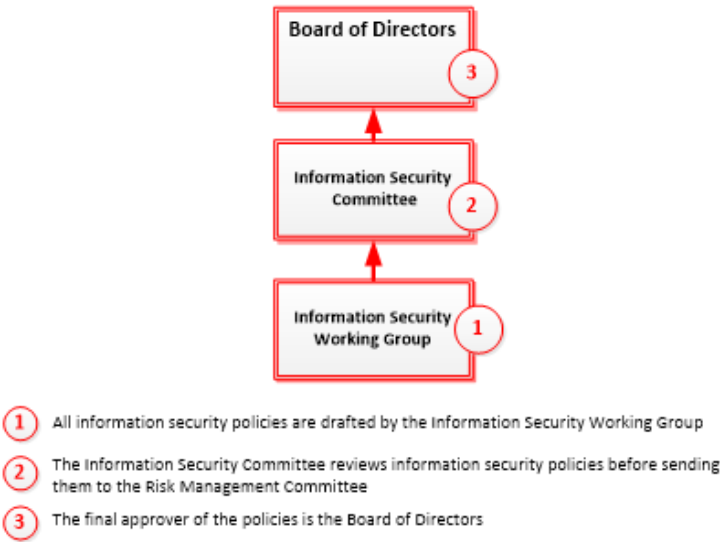 Board of Directors
3
Information Security
Committee
2
Information Security
Working Group
1
1 All information security policies are drafted by the Information Security Working Group
2 The Information Security Committee reviews information security policies before sending
them to the Risk Management Committee
3 The final approver of the policies is the Board of Directors